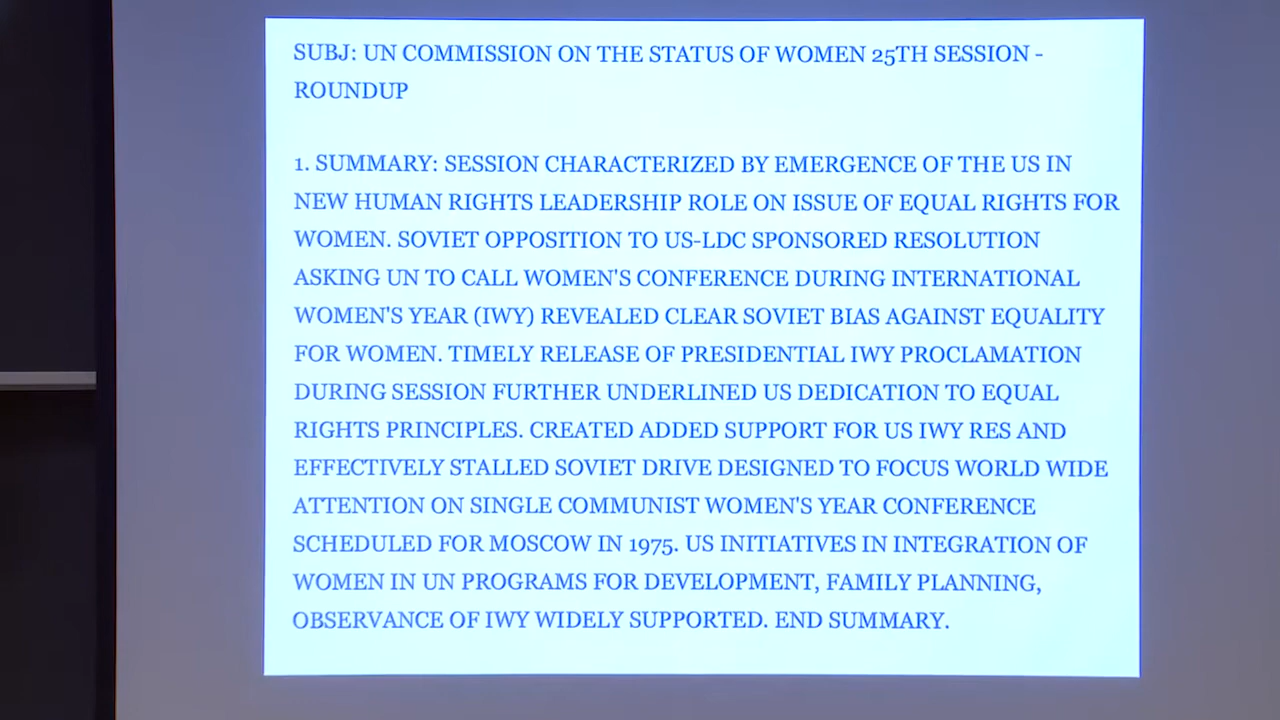 SUBJ: UN COMMISSION ON THE STATUS OF WOMEN 25TH SESSION -
ROUNDUP
1. SUMMARY: SESSION CHARACTERIZED BY EMERGENCE OF THE US IN
NEW HUMAN RIGHTS LEADERSHIP ROLE ON ISSUE OF EQUAL RIGHTS FOR
WOMEN. SOVIET OPPOSITION TO US-LDC SPONSORED RESOLUTION
ASKING UN TO CALL WOMEN'S CONFERENCE DURING INTERNATIONAL
WOMEN'S YEAR (IWY) REVEALED CLEAR SOVIET BIAS AGAINST EQUALITY
FOR WOMEN. TIMELY RELEASE OF PRESIDENTIAL IWY PROCLAMATION
DURING SESSION FURTHER UNDERLINED US DEDICATION TO EQUAL
RIGHTS PRINCIPLES. CREATED ADDED SUPPORT FOR US IWY RES AND
EFFECTIVELY STALLED SOVIET DRIVE DESIGNED TO FOCUS WORLD WIDE
ATTENTION ON SINGLE COMMUNIST WOMEN'S YEAR CONFERENCE
SCHEDULED FOR MOSCOW IN 1975. US INITIATIVES IN INTEGRATION OF
WOMEN IN UN PROGRAMS FOR DEVELOPMENT, FAMILY PLANNING,
OBSERVANCE OF IWY WIDELY SUPPORTED. END SUMMARY.